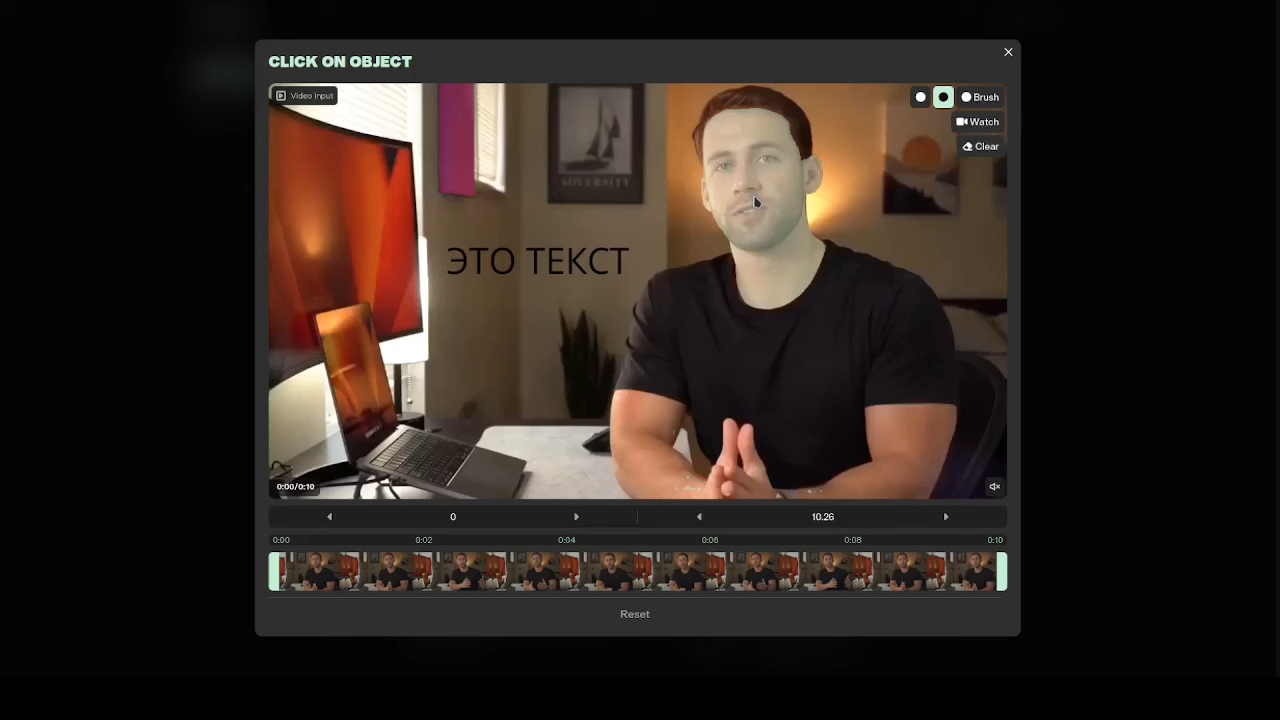 CLICK ON OBJECT
Video input
Brush
Watch
Clear
SOVERSITY
ЭТО ТЕКСТ
0:00/0:10
0
10.26
0:00
0:02
0:04
0:06
0:08
0:10
Reset